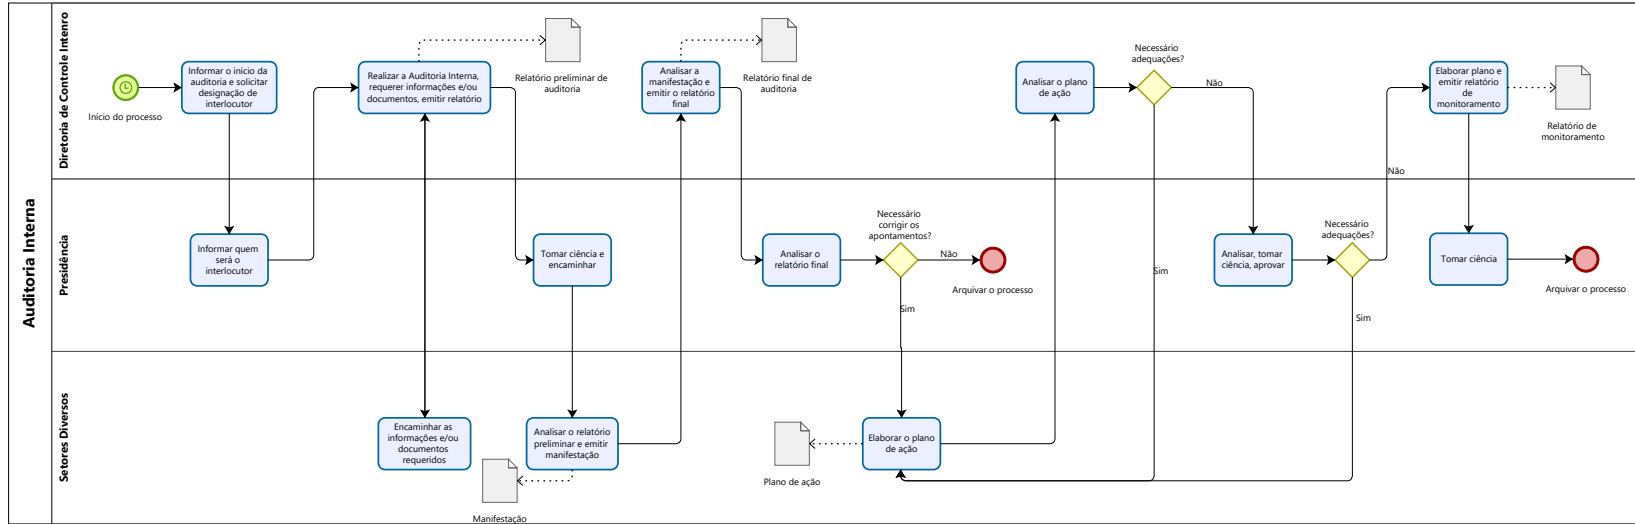 Auditoria Interna
Diretoria de Controle Intenro
Início do processo
Informar o início da
auditoria e solicitar
designação de
interlocutor
Realizar a Auditoria Interna,
requerer informações e/ou
documentos, emitir relatório
Relatório preliminar de
auditoria
Analisar a
manifestação e
emitir o relatório
final
Relatório final de
auditoria
Analisar o plano
de ação
Necessário
adequações?
Não
Sim
Elaborar plano e
emitir relatório
de
monitoramento
Relatório de
monitoramento
Presidência
Informar quem
será o
interlocutor
Tomar ciência e
encaminhar
Analisar o
relatório final
Necessário
corrigir os
apontamentos?
Não
Sim
Arquivar o processo
Analisar, tomar
ciência, aprovar
Necessário
adequações?
Não
Sim
Tomar ciência
Arquivar o processo
Setores Diversos
Encaminhar as
informações e/ou
documentos
requeridos
Analisar o relatório
preliminar e emitir
manifestação
Manifestação
Plano de ação
Elaborar o plano
de ação